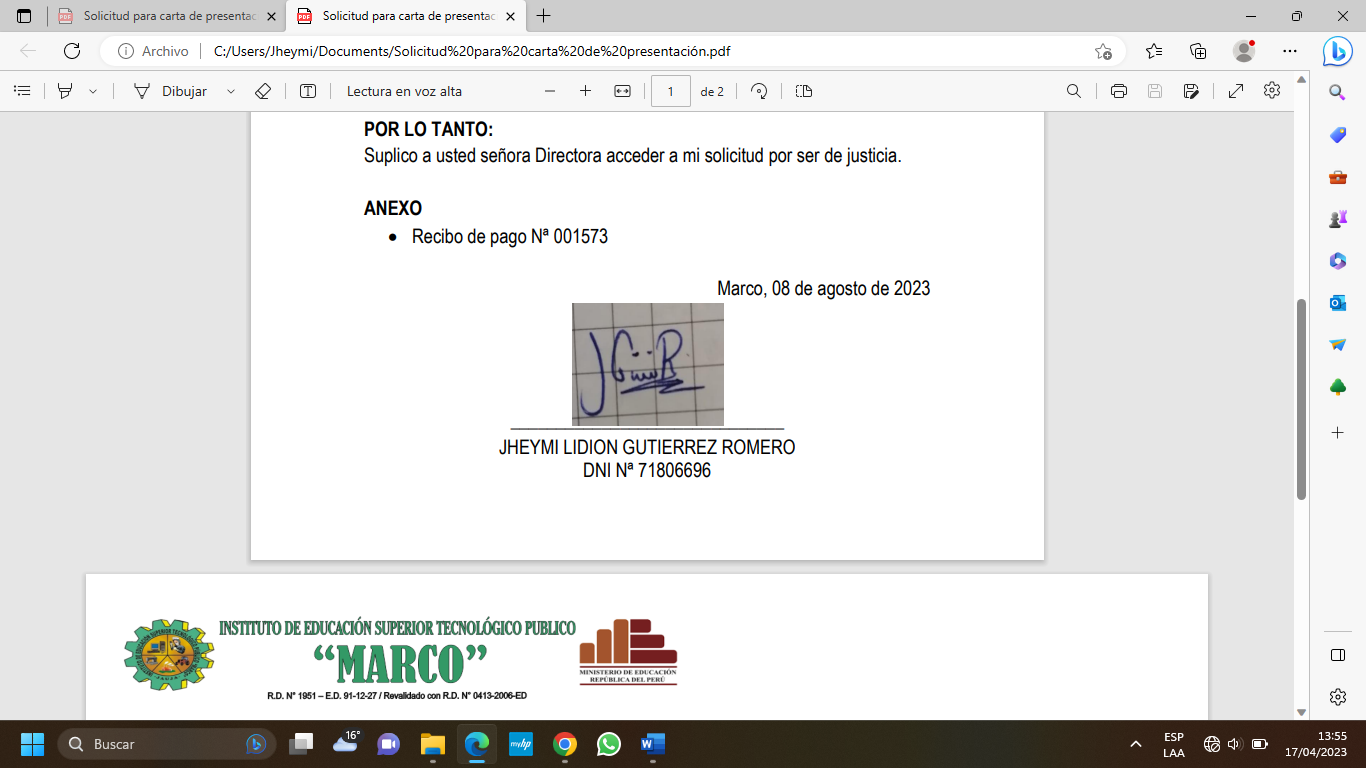 Solicitud para carta de presentac
Solicitud para carta de presentac
Archivo
C:/Users/Jheymi/Documents/Solicitud%20para%20carta%20de%20presentación.pdf
Dibujar
Lectura en voz alta
1
de 2
POR LO TANTO:
Suplico a usted señora Directora acceder a mi solicitud por ser de justicia.
ANEXO
• Recibo de pago Nª 001573
Marco, 08 de agosto de 2023
JHEYMI LIDION GUTIERREZ ROMERO
DNI Nª 71806696
INSTITUTO DE EDUCACIÓN SUPERIOR TECNOLÓGICO PUBLICO
“MARCO”
R.D. N° 1951 – E.D. 91-12-27 / Revalidado con R.D. N° 0413-2006-ED
MINISTERIO DE EDUCACIÓN
REPÚBLICA DEL PERÚ
Buscar
16°
ESP
LAA
13:55
17/04/2023